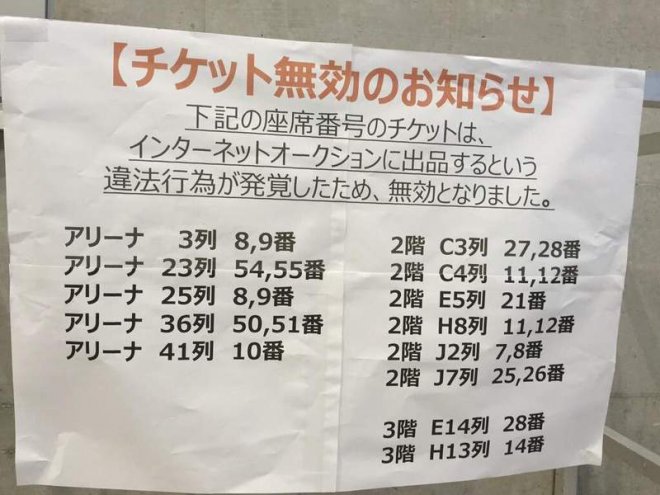 【チケット無効のお知らせ】
下記の座席番号のチケットは、
インターネットオークションに出品するという
違法行為が発覚したため、無効となりました。
アリーナ 3列 8,9番
アリーナ 23列 54,55番
アリーナ 25列 8,9番
アリーナ 36列 50,51番
アリーナ 41列 10番
2階 C3列 27,28番
2階 C4列 11,12番
2階 E5列 21番
2階 H8列 11,12番
2階 J2列 7,8番
2階 J7列 25,26番
3階 E14列 28番
3階 H13列 14番